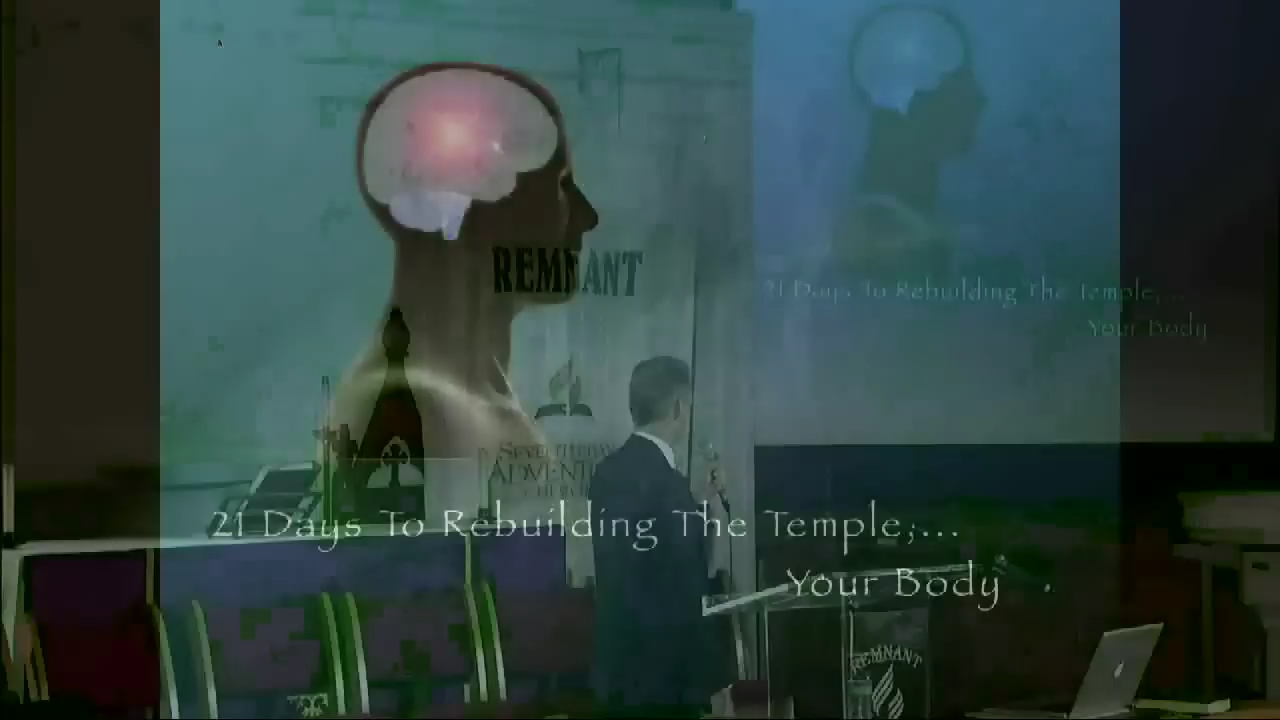 REMNANT
21 Days To Rebuilding The Temple;...
Your Body
SEVENTH-DAY
ADVENTIST
CHURCH
21 Days To Rebuilding The Temple;...
Your Body
REMNANT